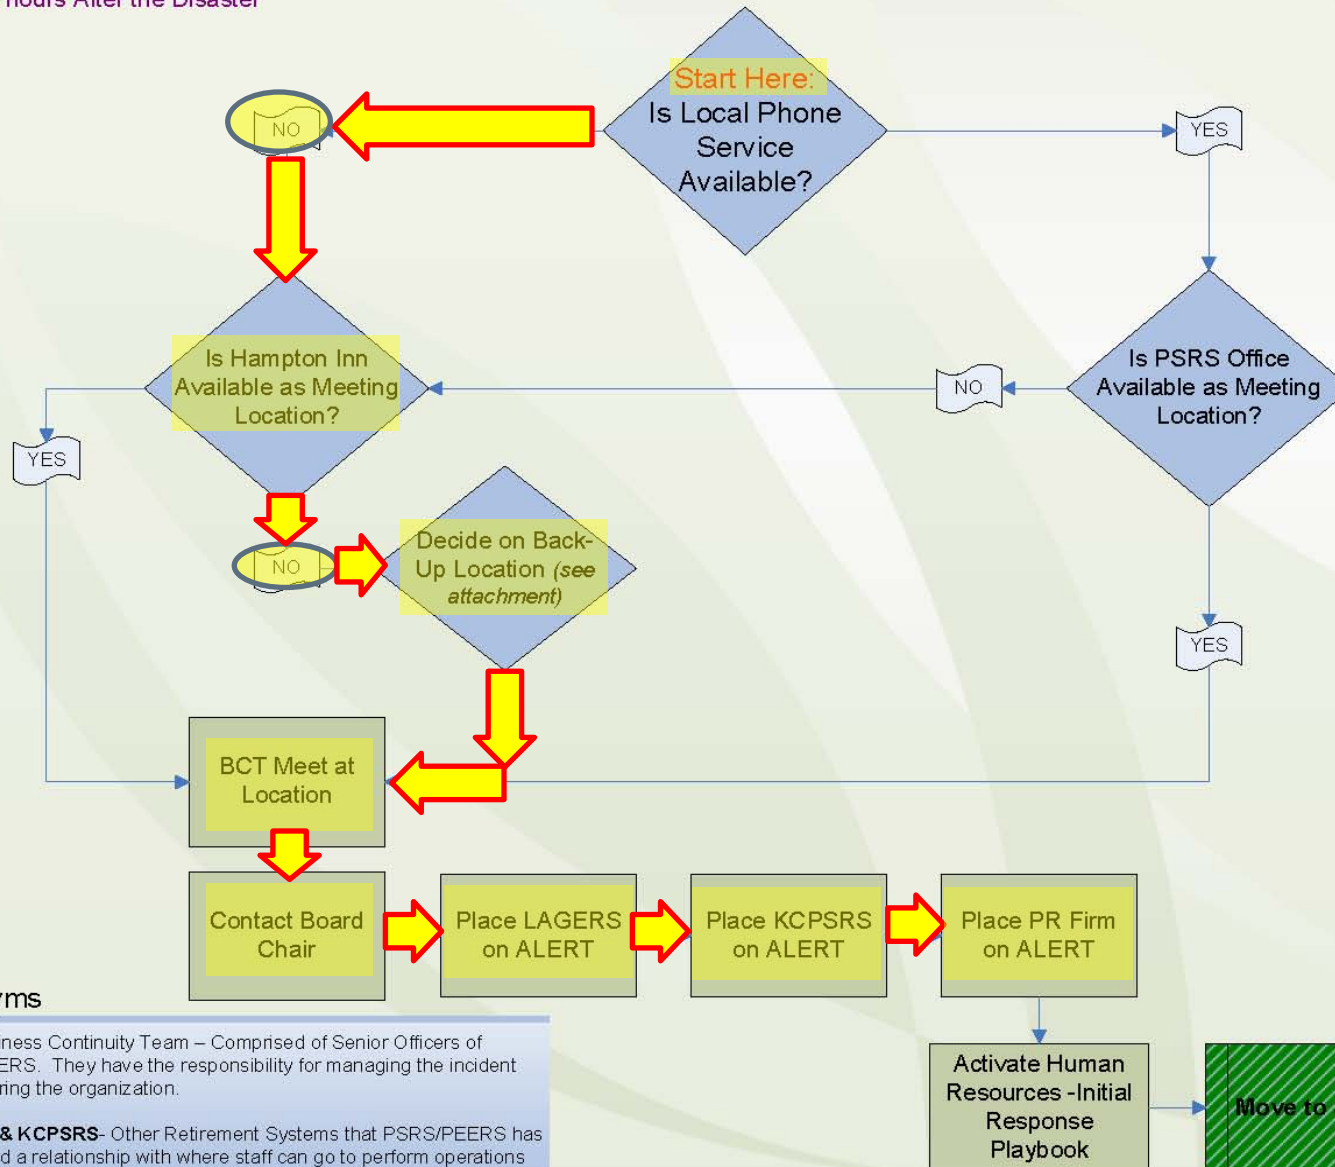 hours After the Disaster
Start Here:
Is Local Phone
Service
Available?
NO
YES
Is Hampton Inn
Available as Meeting
Location?
NO
Is PSRS Office
Available as Meeting
Location?
YES
NO
Decide on Back-
Up Location (see
attachment)
YES
BCT Meet at
Location
Contact Board
Chair
Place LAGERS
on ALERT
Place KCPSRS
on ALERT
Place PR Firm
on ALERT
Activate Human
Resources -Initial
Response
Playbook
Move to
yms
iness Continuity Team – Comprised of Senior Officers of
ERS. They have the responsibility for managing the incident
ring the organization.
& KCPSRS- Other Retirement Systems that PSRS/PEERS has
d a relationship with where staff can go to perform operations